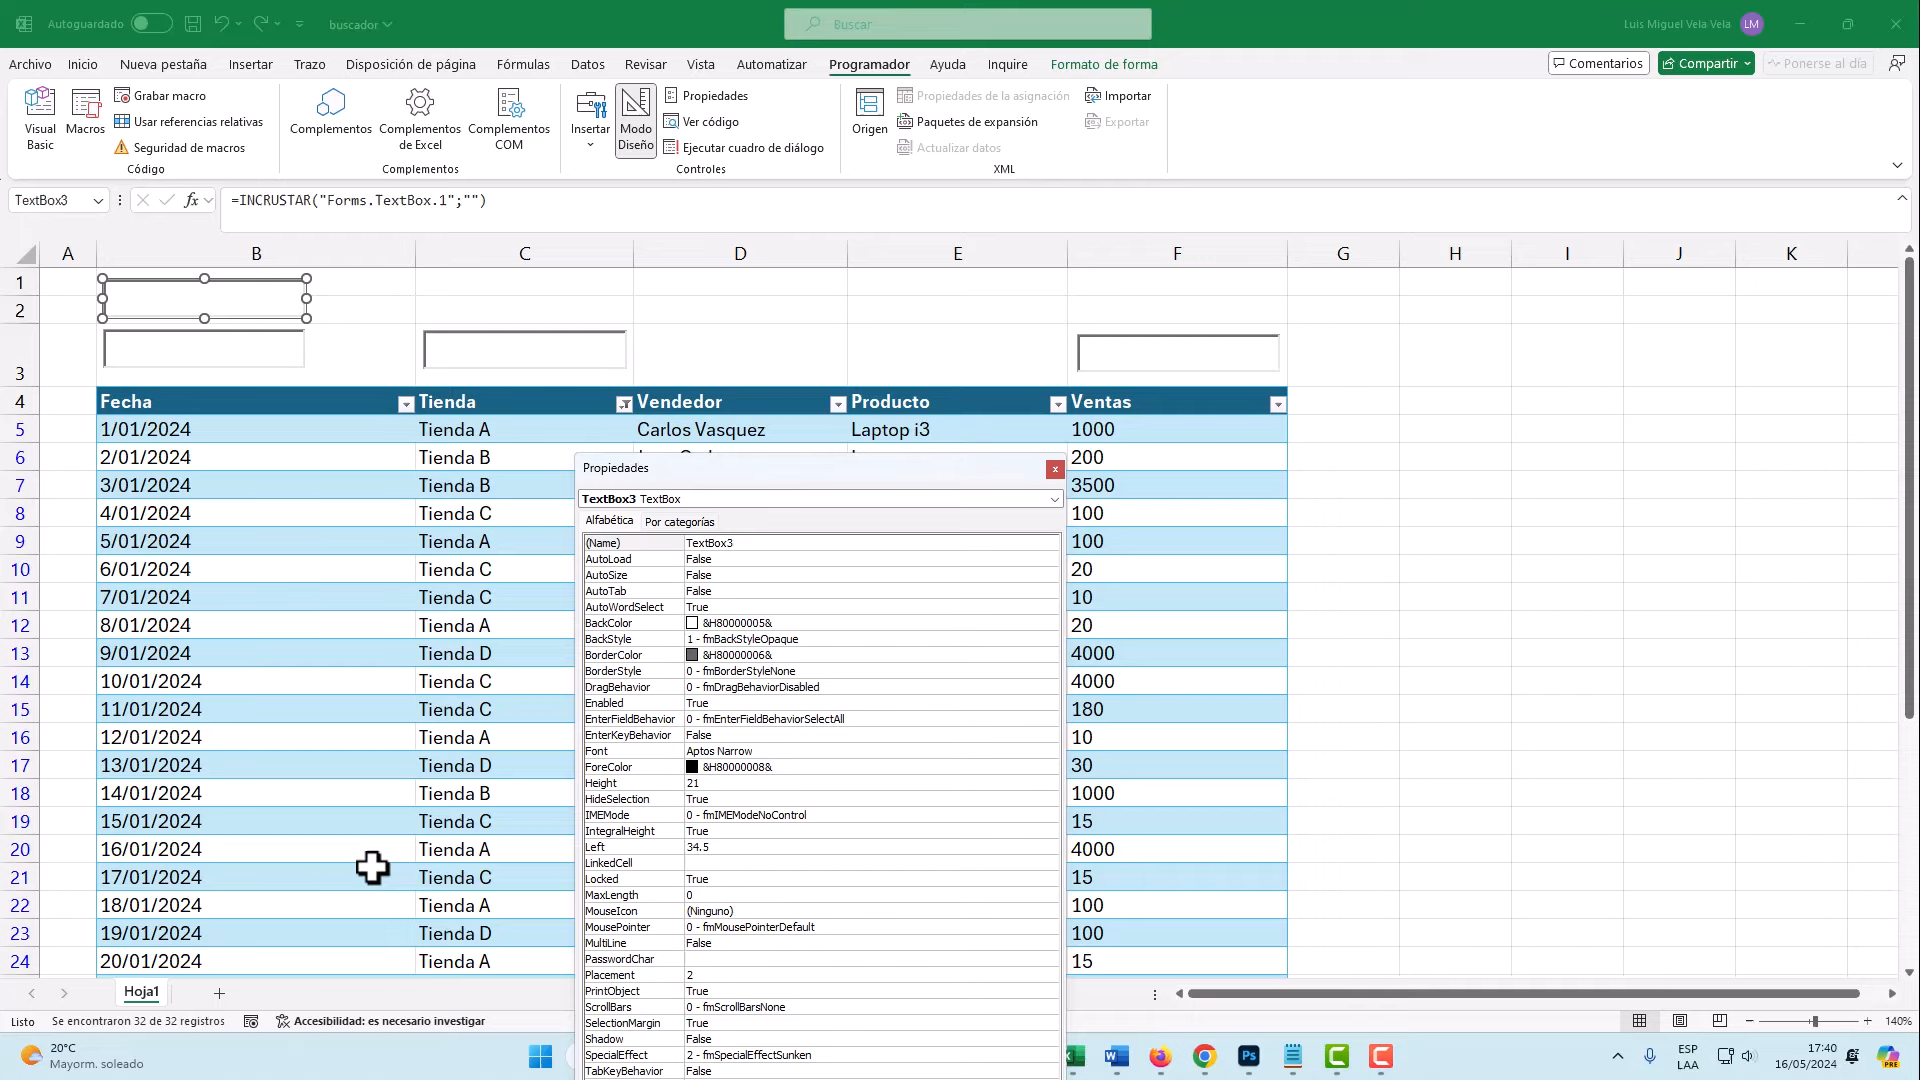 Autoguardado
buscador
Buscar
Luis Miguel Vela Vela
LM
Archivo Inicio Nueva pestaña Insertar Trazo Disposición de página Fórmulas Datos Revisar Vista Automatizar Programador Ayuda Inquire Formato de forma
Comentarios
Compartir
Ponerse al día
Visual Basic
Macros
Grabar macro
Usar referencias relativas
Seguridad de macros
Código
Complementos
Complementos de Excel
Complementos COM
Complementos
Insertar
Modo Diseño
Propiedades
Ver código
Ejecutar cuadro de diálogo
Controles
Origen
Propiedades de la asignación
Paquetes de expansión
Actualizar datos
Importar
Exportar
XML
TextBox3
fx
=INCRUSTAR("Forms.TextBox.1";"")
A B C D E F G H I J K
1
2
3
4 Fecha Tienda Vendedor Producto Ventas
5 1/01/2024 Tienda A Carlos Vasquez Laptop i3 1000
6 2/01/2024 Tienda B 200
7 3/01/2024 Tienda B 3500
8 4/01/2024 Tienda C 100
9 5/01/2024 Tienda A 100
10 6/01/2024 Tienda C 20
11 7/01/2024 Tienda C 10
12 8/01/2024 Tienda A 20
13 9/01/2024 Tienda D 4000
14 10/01/2024 Tienda C 4000
15 11/01/2024 Tienda C 180
16 12/01/2024 Tienda A 10
17 13/01/2024 Tienda D 30
18 14/01/2024 Tienda B 1000
19 15/01/2024 Tienda C 15
20 16/01/2024 Tienda A 4000
21 17/01/2024 Tienda C 15
22 18/01/2024 Tienda A 100
23 19/01/2024 Tienda D 100
24 20/01/2024 Tienda A 15
Propiedades
x
TextBox3 TextBox
Alfabética Por categorías
(Name) TextBox3
AutoLoad False
AutoSize False
AutoTab False
AutoWordSelect True
BackColor &H80000005&
BackStyle 1 - fmBackStyleOpaque
BorderColor &H80000006&
BorderStyle 0 - fmBorderStyleNone
DragBehavior 0 - fmDragBehaviorDisabled
Enabled True
EnterFieldBehavior 0 - fmEnterFieldBehaviorSelectAll
EnterKeyBehavior False
Font Aptos Narrow
ForeColor &H80000008&
Height 21
HideSelection True
IMEMode 0 - fmIMEModeNoControl
IntegralHeight True
Left 34.5
LinkedCell
Locked True
MaxLength 0
MouseIcon (Ninguno)
MousePointer 0 - fmMousePointerDefault
MultiLine False
PasswordChar
Placement 2
PrintObject True
ScrollBars 0 - fmScrollBarsNone
SelectionMargin True
Shadow False
SpecialEffect 2 - fmSpecialEffectSunken
TabKeyBehavior False
Hoja1
Listo
Se encontraron 32 de 32 registros
Accesibilidad: es necesario investigar
140%
20°C
Mayorm. soleado
Ps
ESP
LAA
17:40
16/05/2024